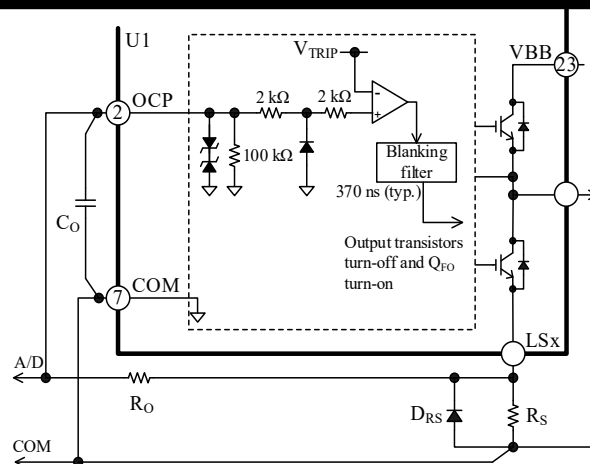 U1
VTRIP
VBB
23
2
OCP
2 kΩ
2 kΩ
-
+
100 kΩ
Blanking
filter
370 ns (typ.)
CO
Output transistors
turn-off and QFO
turn-on
COM
7
LSx
A/D
RO
DRS
RS
COM